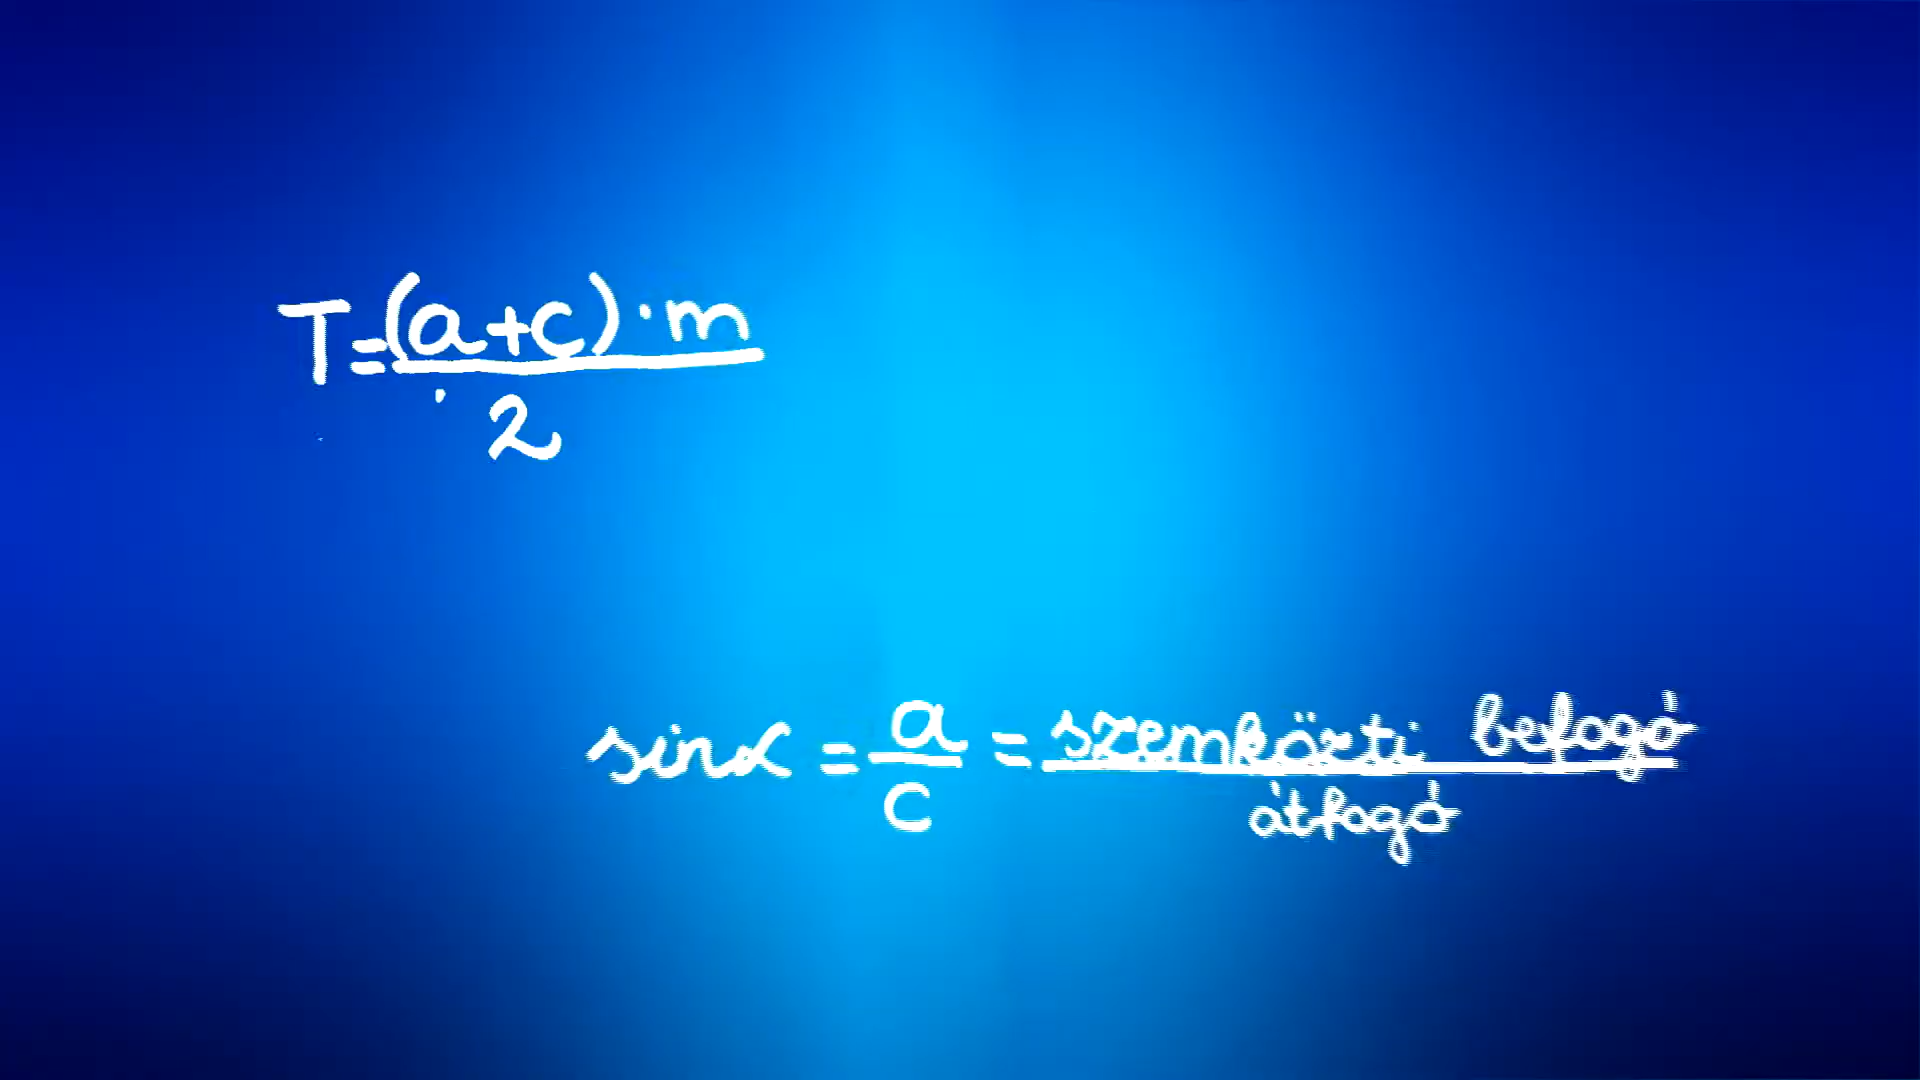 T=(a+c)·m
2
sinα = a = szemközti befogó
c átfogó